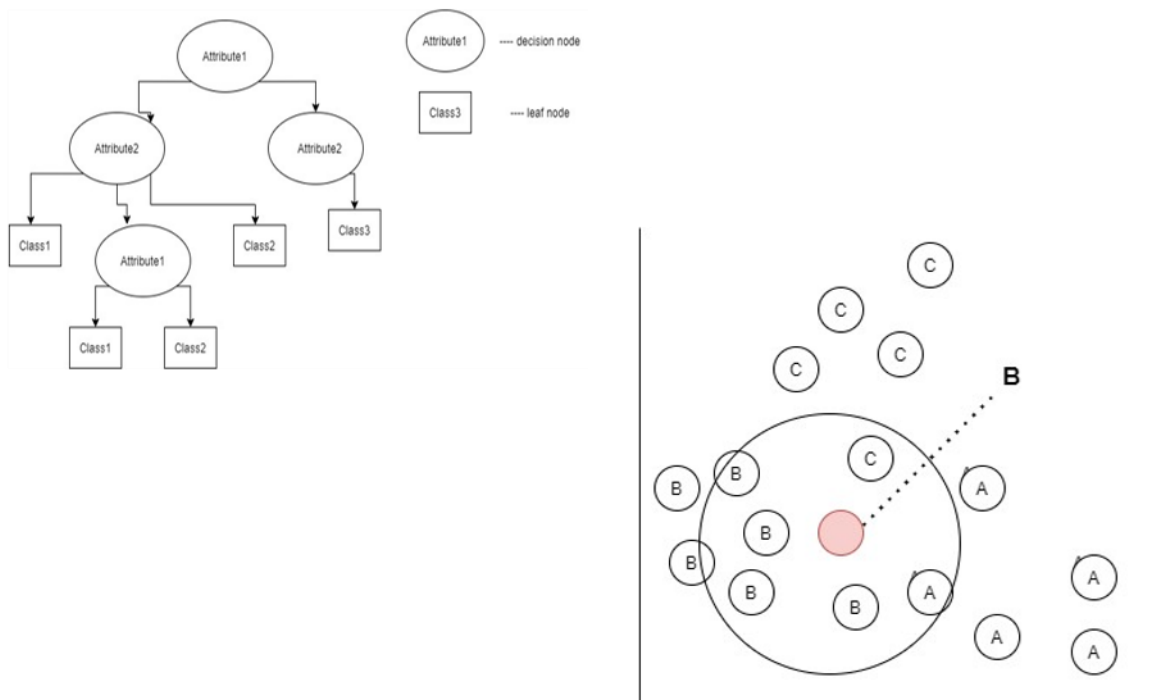 Attribute1
Attribute1 ---- decision node
Class3 ---- leaf node
Attribute2 Attribute2
Class1 Class2 Class3
Attribute1
Class1 Class2
C
C
C
C
B
C
B
B
A
B
B
A
B
B
A
A
A